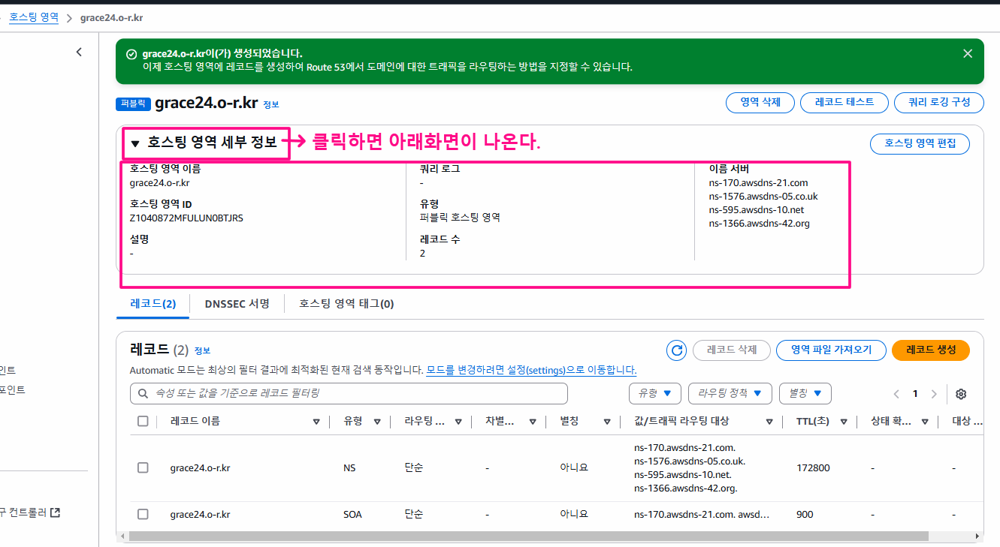 호스팅 영역 > grace24.o-r.kr
grace24.o-r.kr이(가) 생성되었습니다.
이제 호스팅 영역에 레코드를 생성하여 Route 53에서 도메인에 대한 트래픽을 라우팅하는 방법을 지정할 수 있습니다.
퍼블릭 grace24.o-r.kr 정보
영역 삭제 레코드 테스트 쿼리 로깅 구성
▼ 호스팅 영역 세부 정보 → 클릭하면 아래화면이 나온다.
호스팅 영역 편집
호스팅 영역 이름
grace24.o-r.kr
호스팅 영역 ID
Z1040872MFULUN0BTJRS
설명
-
쿼리 로그
-
유형
퍼블릭 호스팅 영역
레코드 수
2
이름 서버
ns-170.awsdns-21.com
ns-1576.awsdns-05.co.uk
ns-595.awsdns-10.net
ns-1366.awsdns-42.org
레코드(2) DNSSEC 서명 호스팅 영역 태그(0)
레코드 (2) 정보
레코드 삭제 영역 파일 가져오기 레코드 생성
Automatic 모드는 최상의 필터 결과에 최적화된 현재 검색 동작입니다. 모드를 변경하려면 설정(settings)으로 이동합니다.
속성 또는 값을 기준으로 레코드 필터링
유형 ▼ 라우팅 정책 ▼ 별칭 ▼
< 1 >
레코드 이름 유형 라우팅 ... 차별... 별칭 값/트래픽 라우팅 대상 TTL(초) 상태 확... 대상 ...
grace24.o-r.kr NS 단순 - 아니요
ns-170.awsdns-21.com.
ns-1576.awsdns-05.co.uk.
ns-595.awsdns-10.net.
ns-1366.awsdns-42.org.
172800 - -
grace24.o-r.kr SOA 단순 - 아니요 ns-170.awsdns-21.com. awsd... 900 - -
인트
포인트
구 컨트롤러